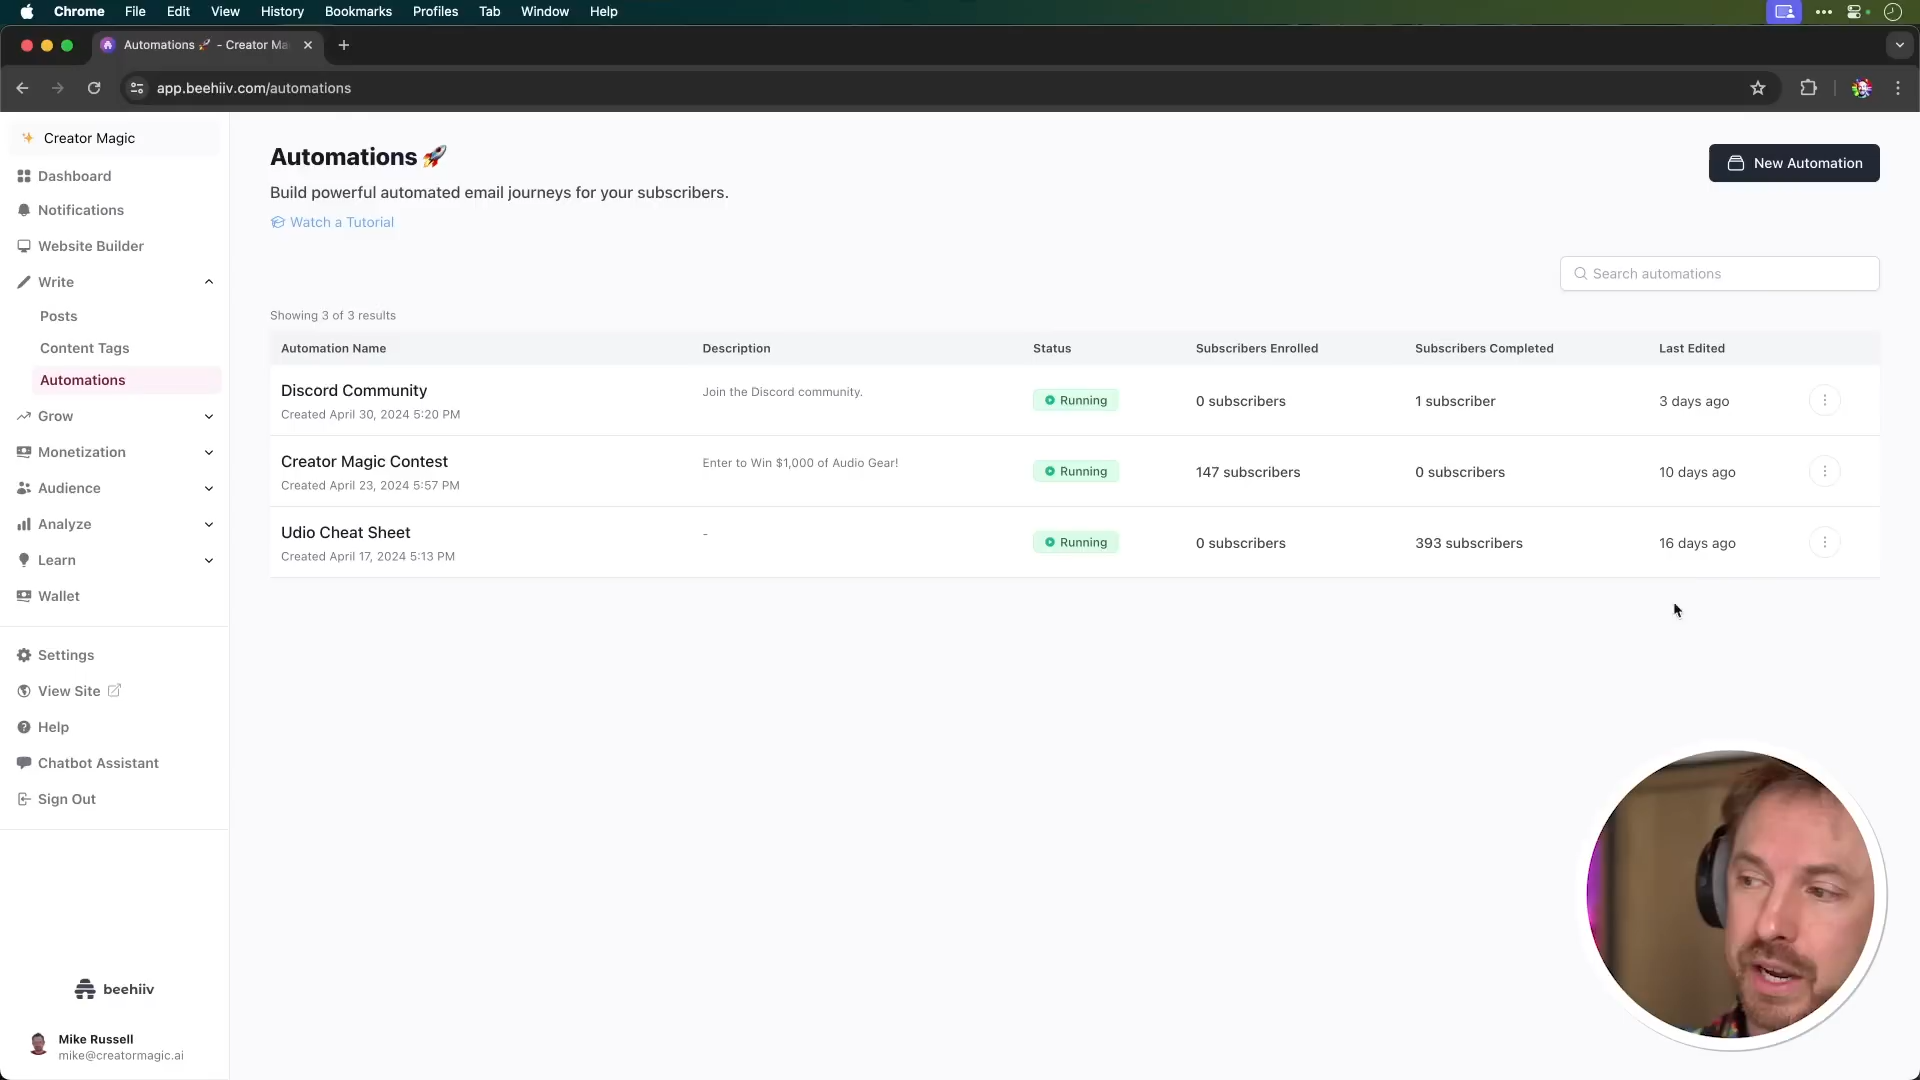 Chrome File Edit View History Bookmarks Profiles Tab Window Help
Automations 🚀 - Creator Ma
app.beehiiv.com/automations
Creator Magic
Dashboard
Notifications
Website Builder
Write
Posts
Content Tags
Automations
Grow
Monetization
Audience
Analyze
Learn
Wallet
Settings
View Site
Help
Chatbot Assistant
Sign Out
beehiiv
Mike Russell
mike@creatormagic.ai
Automations 🚀
New Automation
Build powerful automated email journeys for your subscribers.
Watch a Tutorial
Search automations
Showing 3 of 3 results
Automation Name Description Status Subscribers Enrolled Subscribers Completed Last Edited
Discord Community Join the Discord community. Running 0 subscribers 1 subscriber 3 days ago
Created April 30, 2024 5:20 PM
Creator Magic Contest Enter to Win $1,000 of Audio Gear! Running 147 subscribers 0 subscribers 10 days ago
Created April 23, 2024 5:57 PM
Udio Cheat Sheet - Running 0 subscribers 393 subscribers 16 days ago
Created April 17, 2024 5:13 PM